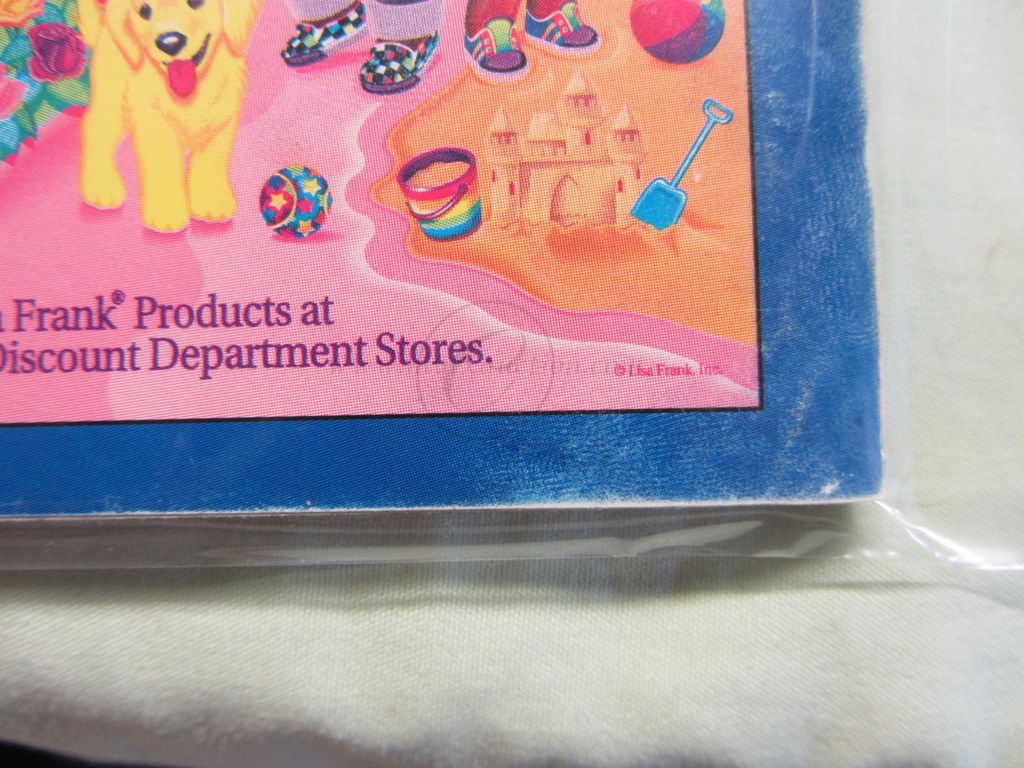 Frank® Products at
Discount Department Stores.
© Lisa Frank, Inc.